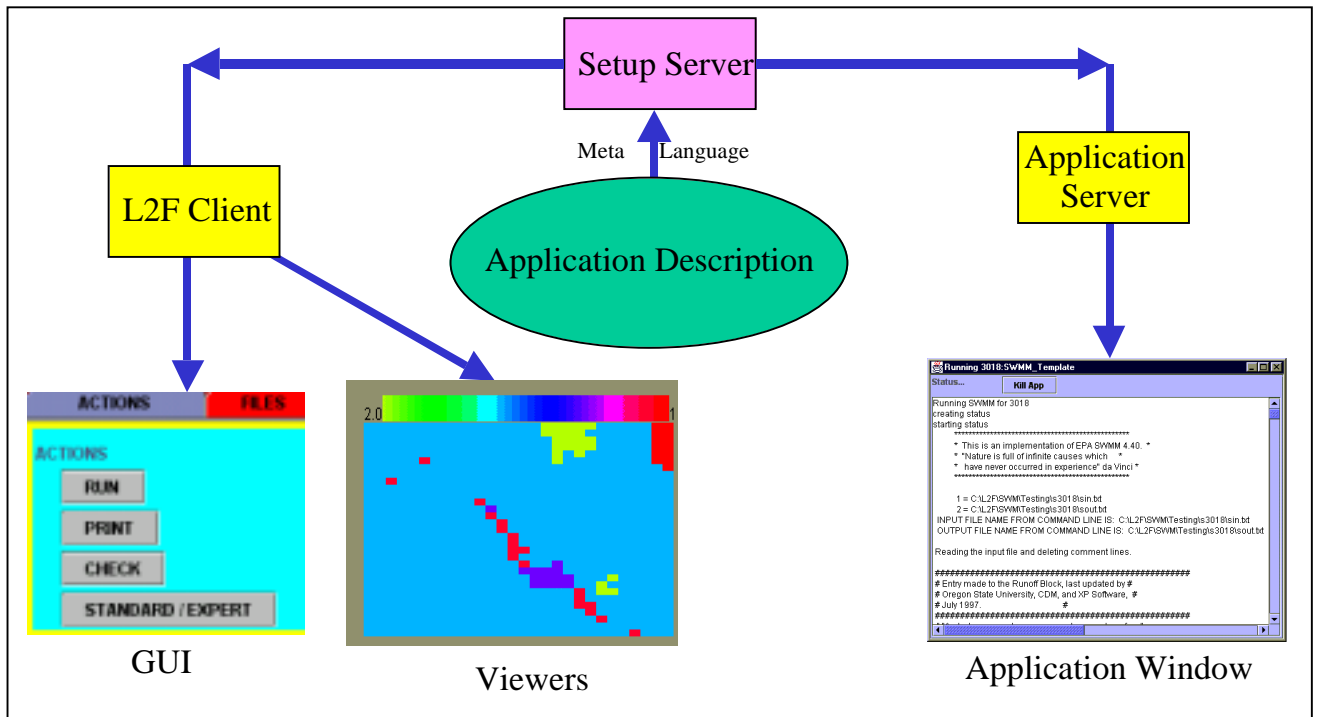 Setup Server
Meta Language
Application
Server
L2F Client
Application Description
ACTIONS FILES
ACTIONS
RUN
PRINT
CHECK
STANDARD / EXPERT
GUI
2.0 1
Viewers
Running 3018:SWMM_Template
Status... Kill App
Running SWMM for 3018
creating status
starting status
************************************************
* This is an implementation of EPA SWMM 4.40. *
* "Nature is full of infinite causes which *
* have never occurred in experience" da Vinci *
************************************************
1 = C:\L2F\SWM\Testing\s3018\sin.txt
2 = C:\L2F\SWM\Testing\s3018\sout.txt
INPUT FILE NAME FROM COMMAND LINE IS: C:\L2F\SWM\Testing\s3018\sin.txt
OUTPUT FILE NAME FROM COMMAND LINE IS: C:\L2F\SWM\Testing\s3018\sout.txt
Reading the input file and deleting comment lines.
##################################################
# Entry made to the Runoff Block, last updated by #
# Oregon State University, CDM, and XP Software, #
# July 1997. #
##################################################
Application Window